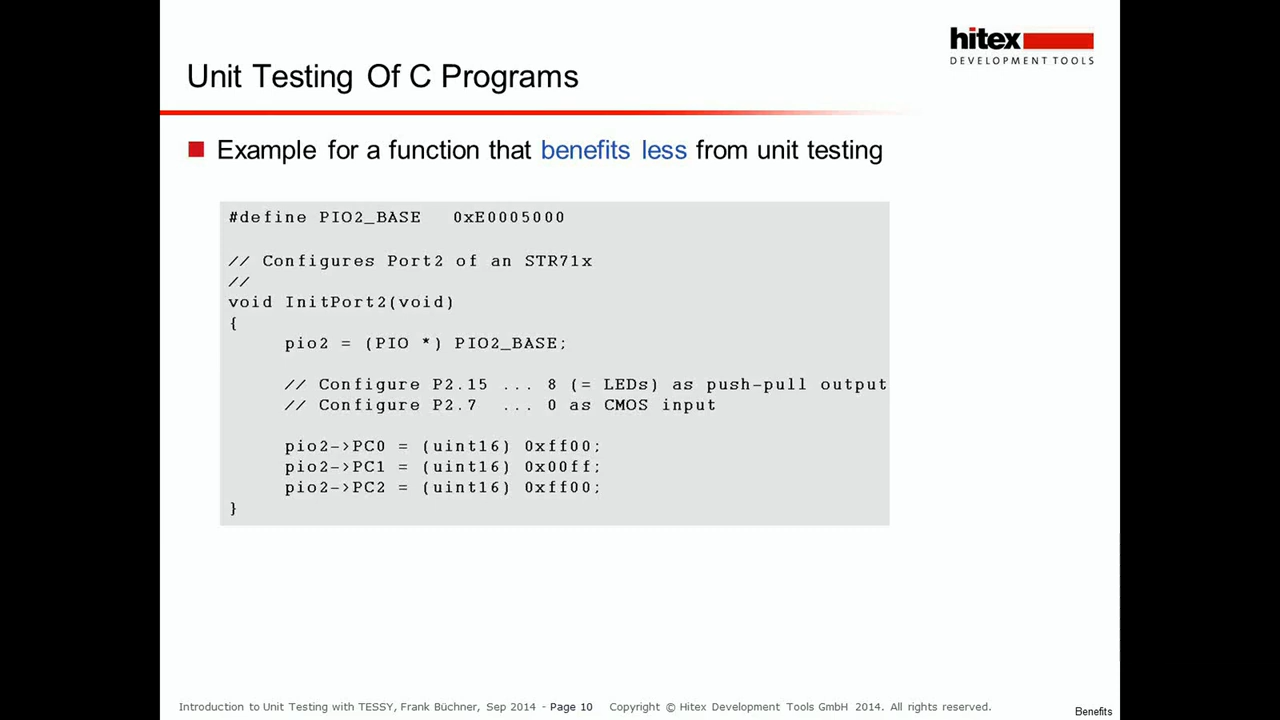 hitex
DEVELOPMENT TOOLS
Unit Testing Of C Programs
Example for a function that benefits less from unit testing
#define PIO2_BASE   0xE0005000
// Configures Port2 of an STR71x
//
void InitPort2(void)
{
     pio2 = (PIO *) PIO2_BASE;
     // Configure P2.15 ... 8 (= LEDs) as push-pull output
     // Configure P2.7  ... 0 as CMOS input
     pio2->PC0 = (uint16) 0xff00;
     pio2->PC1 = (uint16) 0x00ff;
     pio2->PC2 = (uint16) 0xff00;
}
Introduction to Unit Testing with TESSY, Frank Büchner, Sep 2014 - Page 10   Copyright © Hitex Development Tools GmbH 2014. All rights reserved.
Benefits